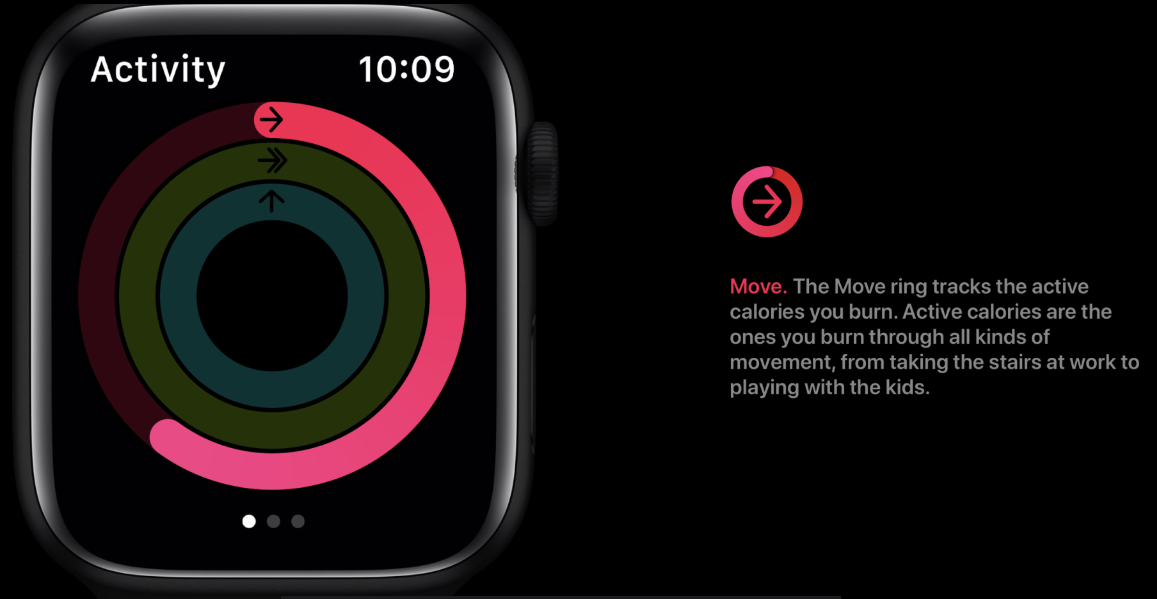 Activity 10:09
Move. The Move ring tracks the active
calories you burn. Active calories are the
ones you burn through all kinds of
movement, from taking the stairs at work to
playing with the kids.